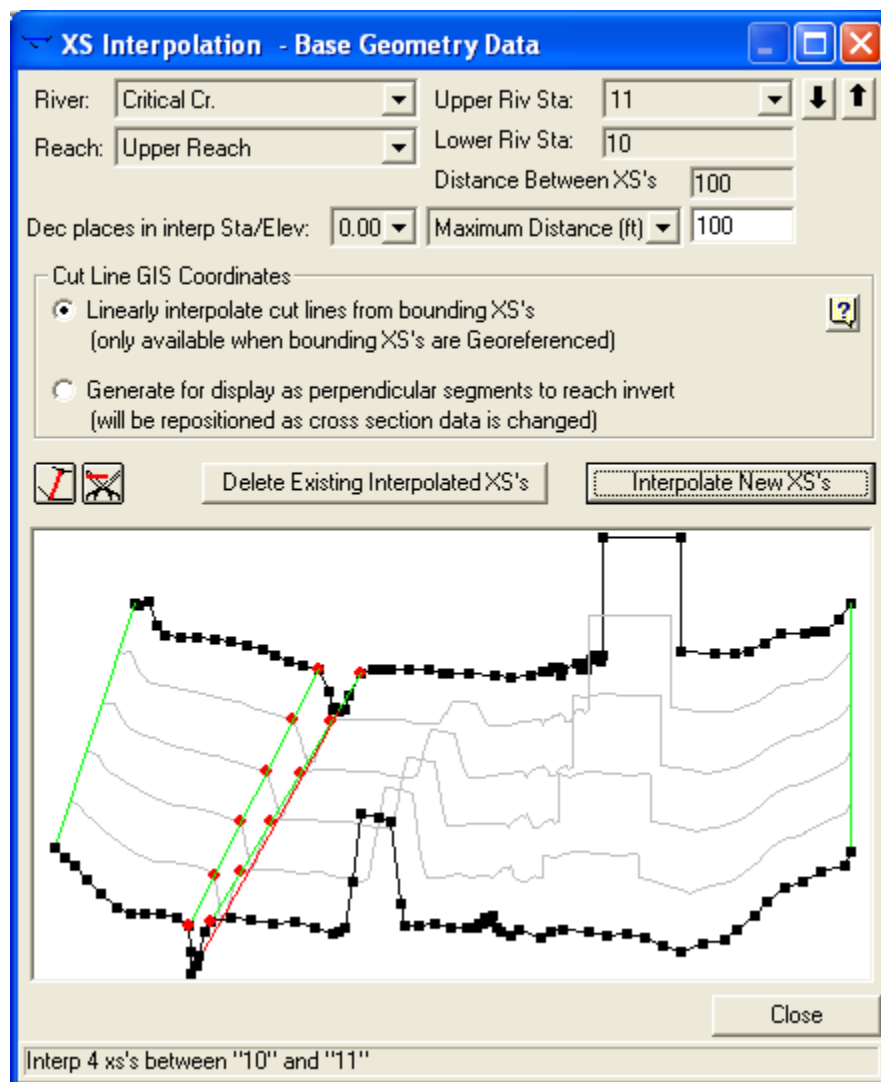 XS Interpolation - Base Geometry Data
River: Critical Cr. Upper Riv Sta: 11
Reach: Upper Reach Lower Riv Sta: 10
Distance Between XS's 100
Dec places in interp Sta/Elev: 0.00 Maximum Distance (ft) 100
Cut Line GIS Coordinates
Linearly interpolate cut lines from bounding XS's
(only available when bounding XS's are Georeferenced)
?
Generate for display as perpendicular segments to reach invert
(will be repositioned as cross section data is changed)
Delete Existing Interpolated XS's Interpolate New XS's
Close
Interp 4 xs's between "10" and "11"